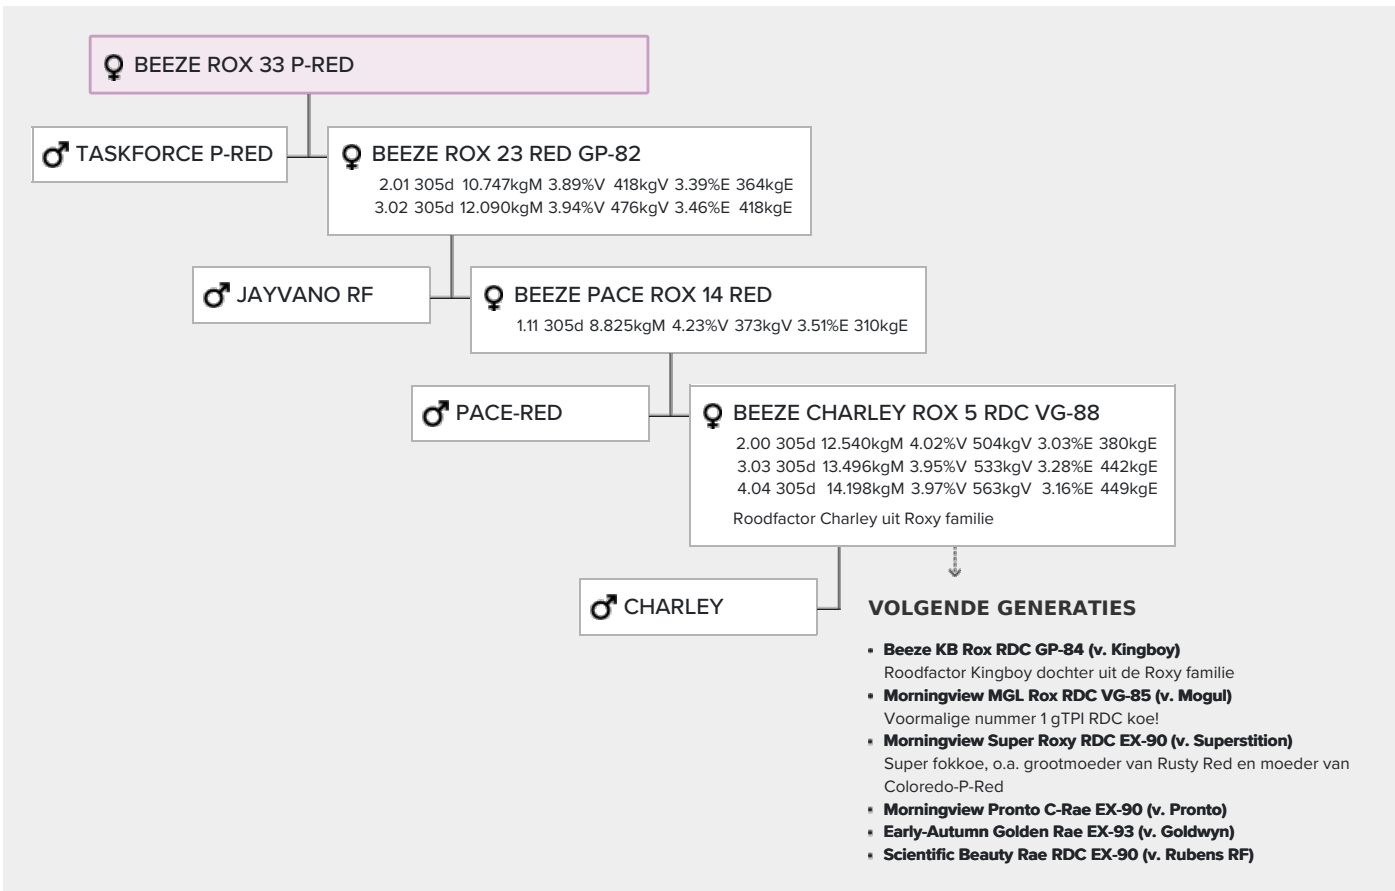 BEEZE ROX 33 P-RED
TASKFORCE P-RED
BEEZE ROX 23 RED GP-82
2.01 305d 10.747kgM 3.89%V 418kgV 3.39%E 364kgE
3.02 305d 12.090kgM 3.94%V 476kgV 3.46%E 418kgE
JAYVANO RF
BEEZE PACE ROX 14 RED
1.11 305d 8.825kgM 4.23%V 373kgV 3.51%E 310kgE
PACE-RED
BEEZE CHARLEY ROX 5 RDC VG-88
2.00 305d 12.540kgM 4.02%V 504kgV 3.03%E 380kgE
3.03 305d 13.496kgM 3.95%V 533kgV 3.28%E 442kgE
4.04 305d 14.198kgM 3.97%V 563kgV 3.16%E 449kgE
Roodfactor Charley uit Roxy familie
CHARLEY
VOLGENDE GENERATIES
Beeze KB Rox RDC GP-84 (v. Kingboy)
Roodfactor Kingboy dochter uit de Roxy familie
Morningview MGL Rox RDC VG-85 (v. Mogul)
Voormalige nummer 1 gTPI RDC koe!
Morningview Super Roxy RDC EX-90 (v. Superstition)
Super fokkoe, o.a. grootmoeder van Rusty Red en moeder van
Coloredo-P-Red
Morningview Pronto C-Rae EX-90 (v. Pronto)
Early-Autumn Golden Rae EX-93 (v. Goldwyn)
Scientific Beauty Rae RDC EX-90 (v. Rubens RF)